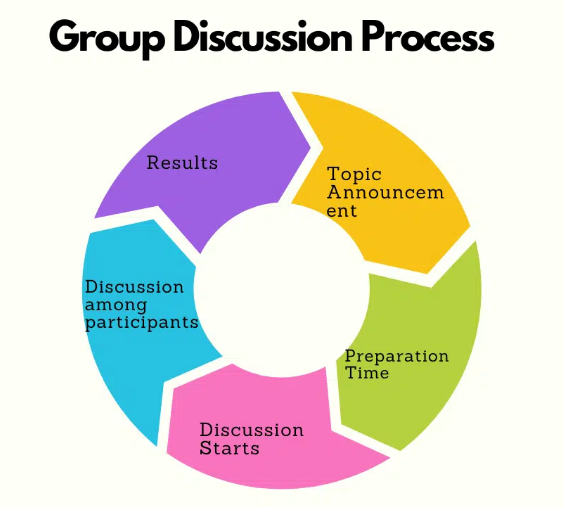 Group Discussion Process
Topic
Announcem
ent
Preparation
Time
Discussion
Starts
Discussion
among
participants
Results